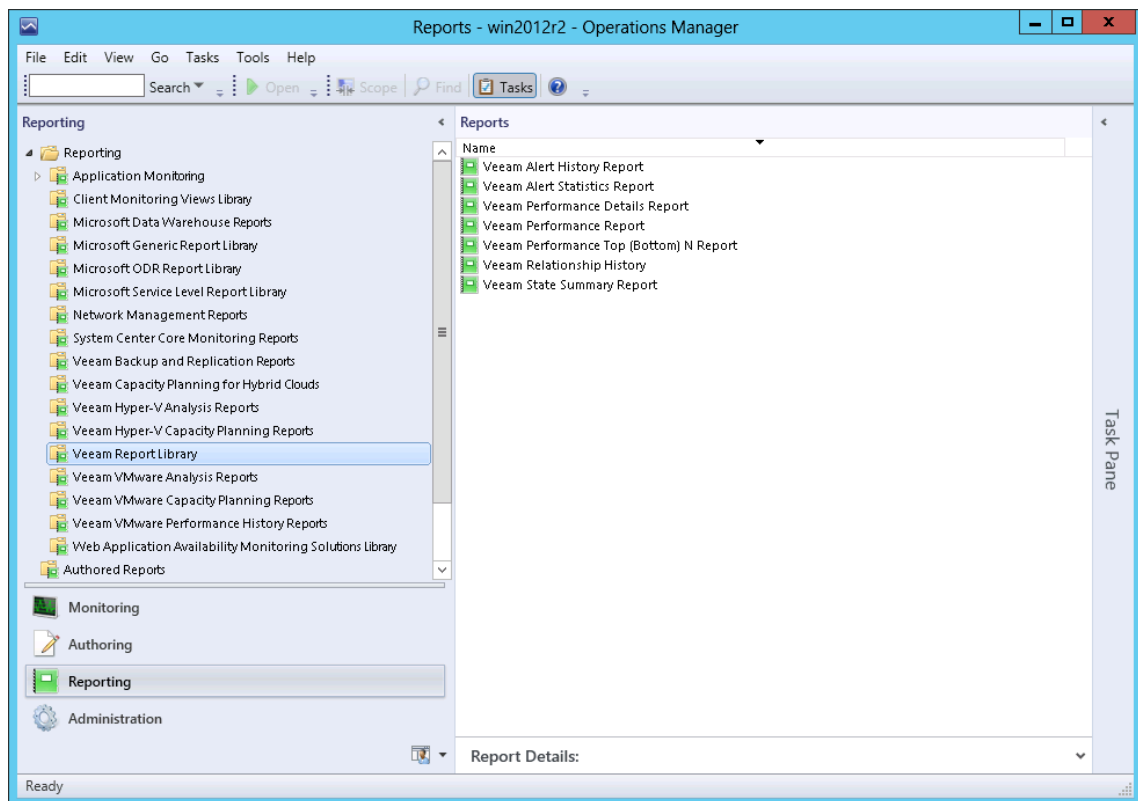 Reports - win2012r2 - Operations Manager
File Edit View Go Tasks Tools Help
Search Open Scope Find Tasks
Reporting
Reporting
Application Monitoring
Client Monitoring Views Library
Microsoft Data Warehouse Reports
Microsoft Generic Report Library
Microsoft ODR Report Library
Microsoft Service Level Report Library
Network Management Reports
System Center Core Monitoring Reports
Veeam Backup and Replication Reports
Veeam Capacity Planning for Hybrid Clouds
Veeam Hyper-V Analysis Reports
Veeam Hyper-V Capacity Planning Reports
Veeam Report Library
Veeam VMware Analysis Reports
Veeam VMware Capacity Planning Reports
Veeam VMware Performance History Reports
Web Application Availability Monitoring Solutions Library
Authored Reports
Monitoring
Authoring
Reporting
Administration
Reports
Name
Veeam Alert History Report
Veeam Alert Statistics Report
Veeam Performance Details Report
Veeam Performance Report
Veeam Performance Top (Bottom) N Report
Veeam Relationship History
Veeam State Summary Report
Report Details:
Task Pane
Ready